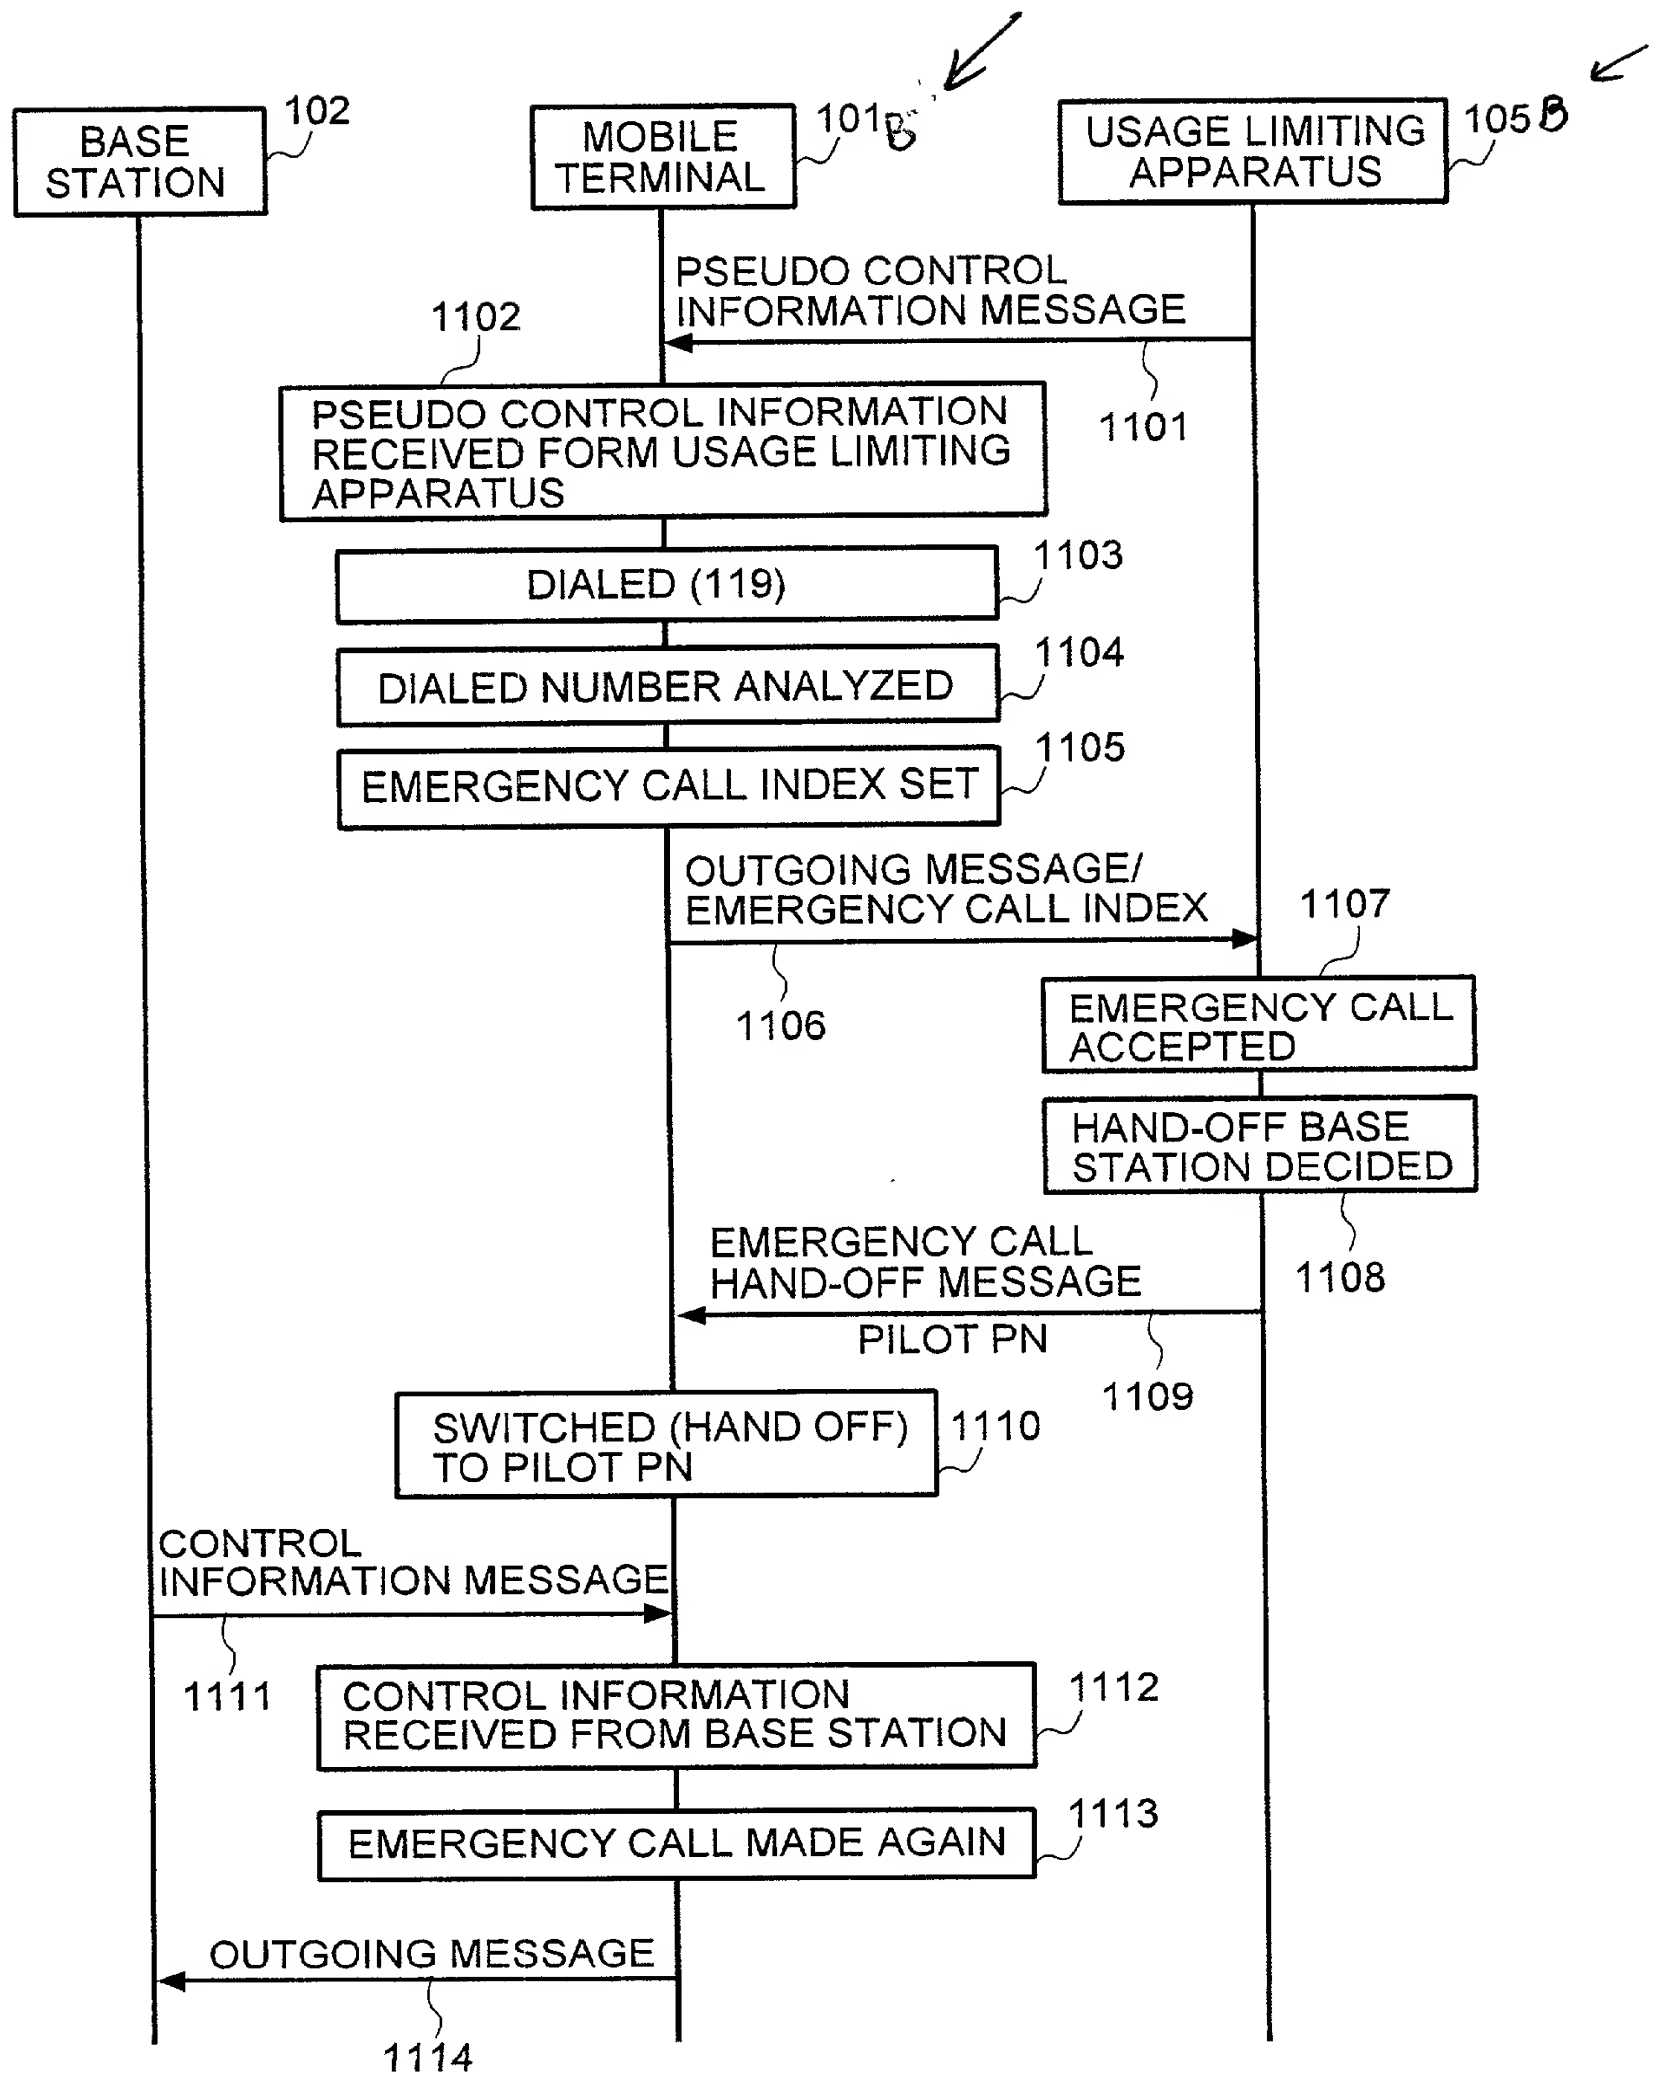 BASE
STATION
102
MOBILE
TERMINAL
101B
USAGE LIMITING
APPARATUS
105B
PSEUDO CONTROL
INFORMATION MESSAGE
1101
1102
PSEUDO CONTROL INFORMATION
RECEIVED FORM USAGE LIMITING
APPARATUS
DIALED (119)
1103
DIALED NUMBER ANALYZED
1104
EMERGENCY CALL INDEX SET
1105
OUTGOING MESSAGE/
EMERGENCY CALL INDEX
1106
1107
EMERGENCY CALL
ACCEPTED
HAND-OFF BASE
STATION DECIDED
1108
EMERGENCY CALL
HAND-OFF MESSAGE
PILOT PN
1109
SWITCHED (HAND OFF)
TO PILOT PN
1110
CONTROL
INFORMATION MESSAGE
1111
CONTROL INFORMATION
RECEIVED FROM BASE STATION
1112
EMERGENCY CALL MADE AGAIN
1113
OUTGOING MESSAGE
1114